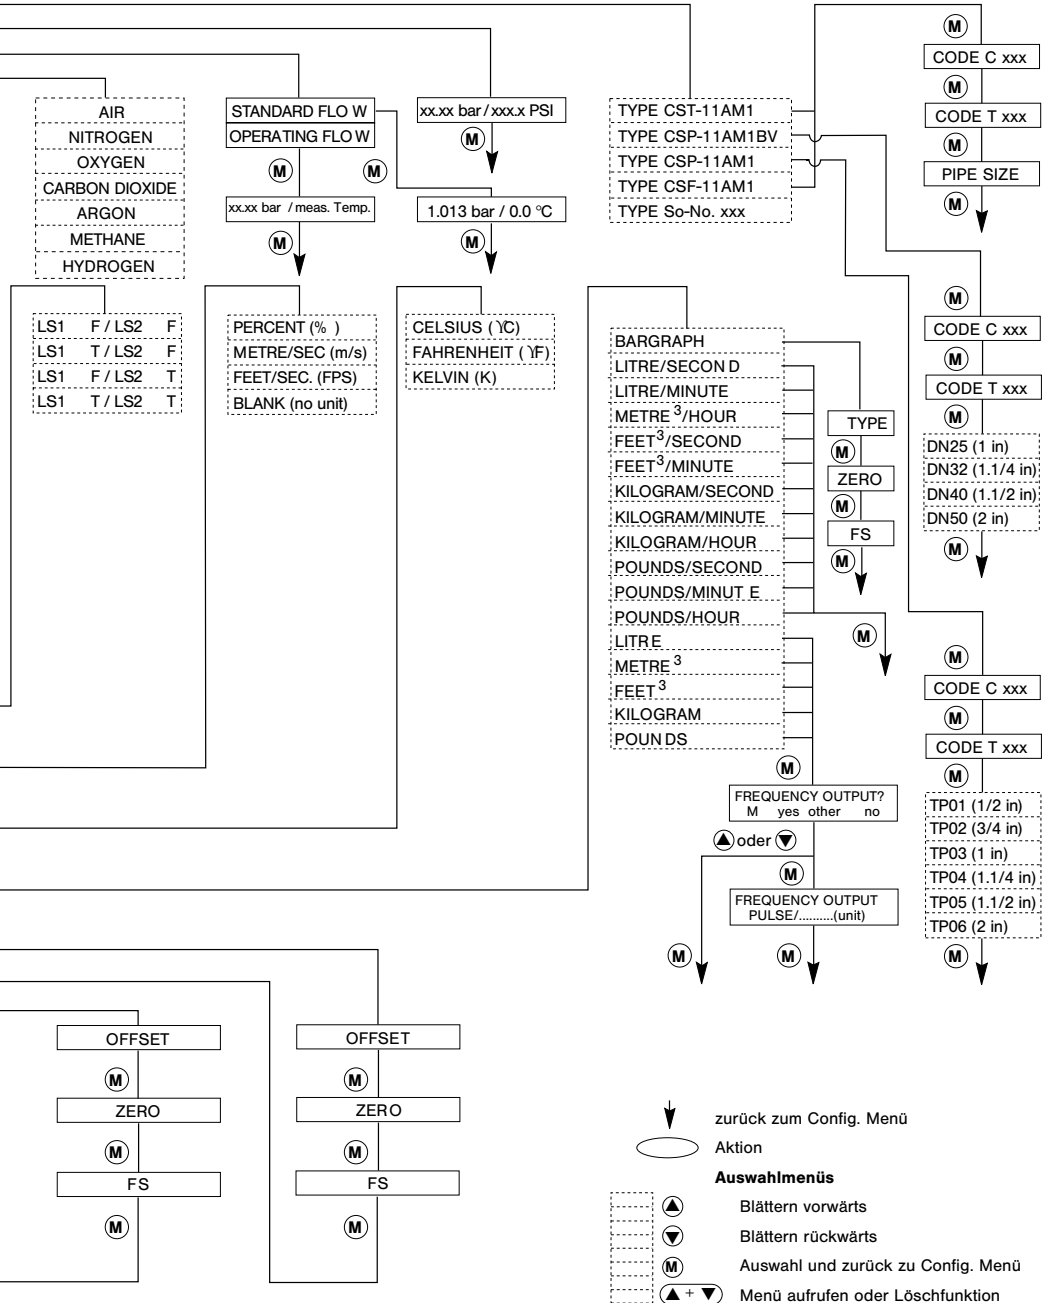 M
CODE C xxx
M
CODE T xxx
M
PIPE SIZE
M
AIR
NITROGEN
OXYGEN
CARBON DIOXIDE
ARGON
METHANE
HYDROGEN
STANDARD FLO W
OPERATING FLO W
M
M
xx.xx bar / meas. Temp.
M
xx.xx bar / xxx.x PSI
M
1.013 bar / 0.0 °C
M
TYPE CST-11AM1
TYPE CSP-11AM1BV
TYPE CSP-11AM1
TYPE CSF-11AM1
TYPE So-No. xxx
LS1 F / LS2 F
LS1 T / LS2 F
LS1 F / LS2 T
LS1 T / LS2 T
PERCENT (% )
METRE/SEC (m/s)
FEET/SEC. (FPS)
BLANK (no unit)
CELSIUS ( ϒC)
FAHRENHEIT ( ϒF)
KELVIN (K)
BARGRAPH
LITRE/SECON D
LITRE/MINUTE
METRE 3/HOUR
FEET3/SECOND
FEET3/MINUTE
KILOGRAM/SECOND
KILOGRAM/MINUTE
KILOGRAM/HOUR
POUNDS/SECOND
POUNDS/MINUT E
POUNDS/HOUR
LITR E
METRE 3
FEET 3
KILOGRAM
POUN DS
TYPE
M
ZERO
M
FS
M
M
M
CODE C xxx
M
CODE T xxx
M
DN25 (1 in)
DN32 (1.1/4 in)
DN40 (1.1/2 in)
DN50 (2 in)
M
M
CODE C xxx
M
CODE T xxx
M
TP01 (1/2 in)
TP02 (3/4 in)
TP03 (1 in)
TP04 (1.1/4 in)
TP05 (1.1/2 in)
TP06 (2 in)
M
M
FREQUENCY OUTPUT?
M yes other no
▲ oder ▼
M
FREQUENCY OUTPUT
PULSE/..........(unit)
M
M
OFFSET
M
ZERO
M
FS
M
OFFSET
M
ZER O
M
FS
M
zurück zum Config. Menü
Aktion
Auswahlmenüs
▲ Blättern vorwärts
▼ Blättern rückwärts
M Auswahl und zurück zu Config. Menü
▲ + ▼ Menü aufrufen oder Löschfunktion